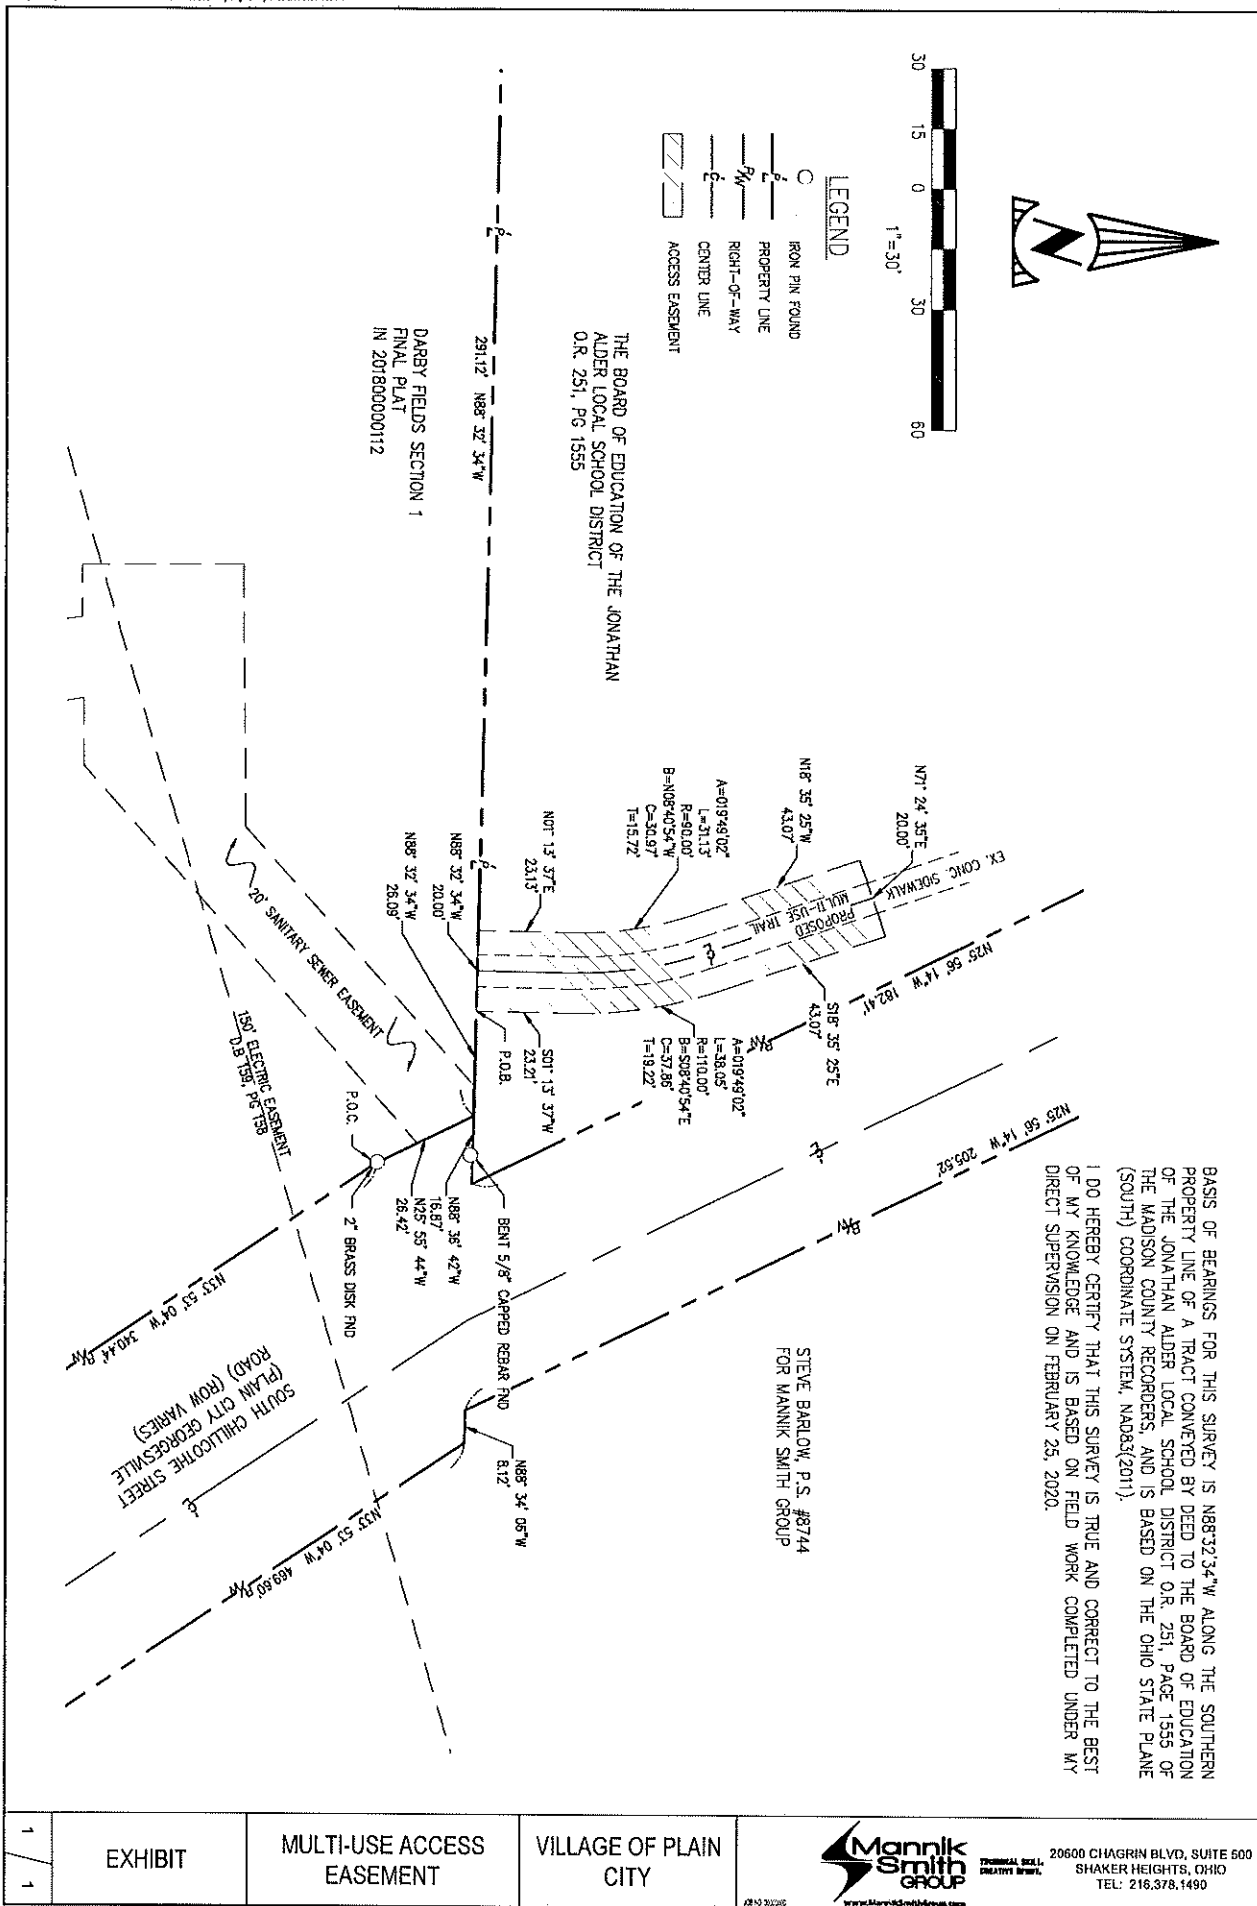 30
15
0
30
60
1"=30'
LEGEND
IRON PIN FOUND
PROPERTY LINE
RIGHT-OF-WAY
CENTER LINE
ACCESS EASEMENT
BASIS OF BEARINGS FOR THIS SURVEY IS N88°32'34"W ALONG THE SOUTHERN
PROPERTY LINE OF A TRACT CONVEYED BY DEED TO THE BOARD OF EDUCATION
OF THE JONATHAN ALDER LOCAL SCHOOL DISTRICT O.R. 251, PAGE 1555 OF
THE MADISON COUNTY RECORDERS, AND IS BASED ON THE OHIO STATE PLANE
(SOUTH) COORDINATE SYSTEM, NAD83(2011).
I DO HEREBY CERTIFY THAT THIS SURVEY IS TRUE AND CORRECT TO THE BEST
OF MY KNOWLEDGE AND IS BASED ON FIELD WORK COMPLETED UNDER MY
DIRECT SUPERVISION ON FEBRUARY 25, 2020.
STEVE BARLOW, P.S. #8744
FOR MANNIK SMITH GROUP
THE BOARD OF EDUCATION OF THE JONATHAN
ALDER LOCAL SCHOOL DISTRICT
O.R. 251, PG 1555
291.12' N88° 32' 34"W
DARBY FIELDS SECTION 1
FINAL PLAT
IN 201800000112
N71° 24' 35"E
20.00'
EX. CONC. SIDEWALK
N18° 35' 25"W
43.07'
PROPOSED
MULTI-USE TRAIL
A=019°49'02"
L=31.13'
R=90.00'
B=N08°40'54"W
C=30.97'
T=15.72'
N01° 13' 37"E
23.13'
N88° 32' 34"W
20.00'
N88° 32' 34"W
26.09'
S18° 35' 25"E
43.07'
A=019°49'02"
L=38.05'
R=110.00'
B=S08°40'54"E
C=37.86'
T=19.22'
S01° 13' 37"W
23.21'
P.O.B.
N25° 56' 14"W 182.41'
R/W
N25° 56' 14"W 205.52'
R/W
BENT 5/8" CAPPED REBAR FND
N88° 36' 42"W
16.87'
N25° 55' 44"W
26.42'
2" BRASS DISK FND
P.O.C.
20' SANITARY SEWER EASEMENT
150' ELECTRIC EASEMENT
D.B 159, PG 158
N88° 34' 06"W
8.12'
N33° 53' 04"W 340.44' R/W
N33° 53' 04"W 469.60' R/W
SOUTH CHILLICOTHE STREET
(PLAIN CITY GEORGESVILLE
ROAD) (ROW VARIES)
1
1
EXHIBIT
MULTI-USE ACCESS
EASEMENT
VILLAGE OF PLAIN
CITY
Mannik
Smith
GROUP
TECHNICAL SKILL.
CREATIVE SPIRIT.
www.MannikSmithGroup.com
20600 CHAGRIN BLVD, SUITE 500
SHAKER HEIGHTS, OHIO
TEL: 216.378.1490